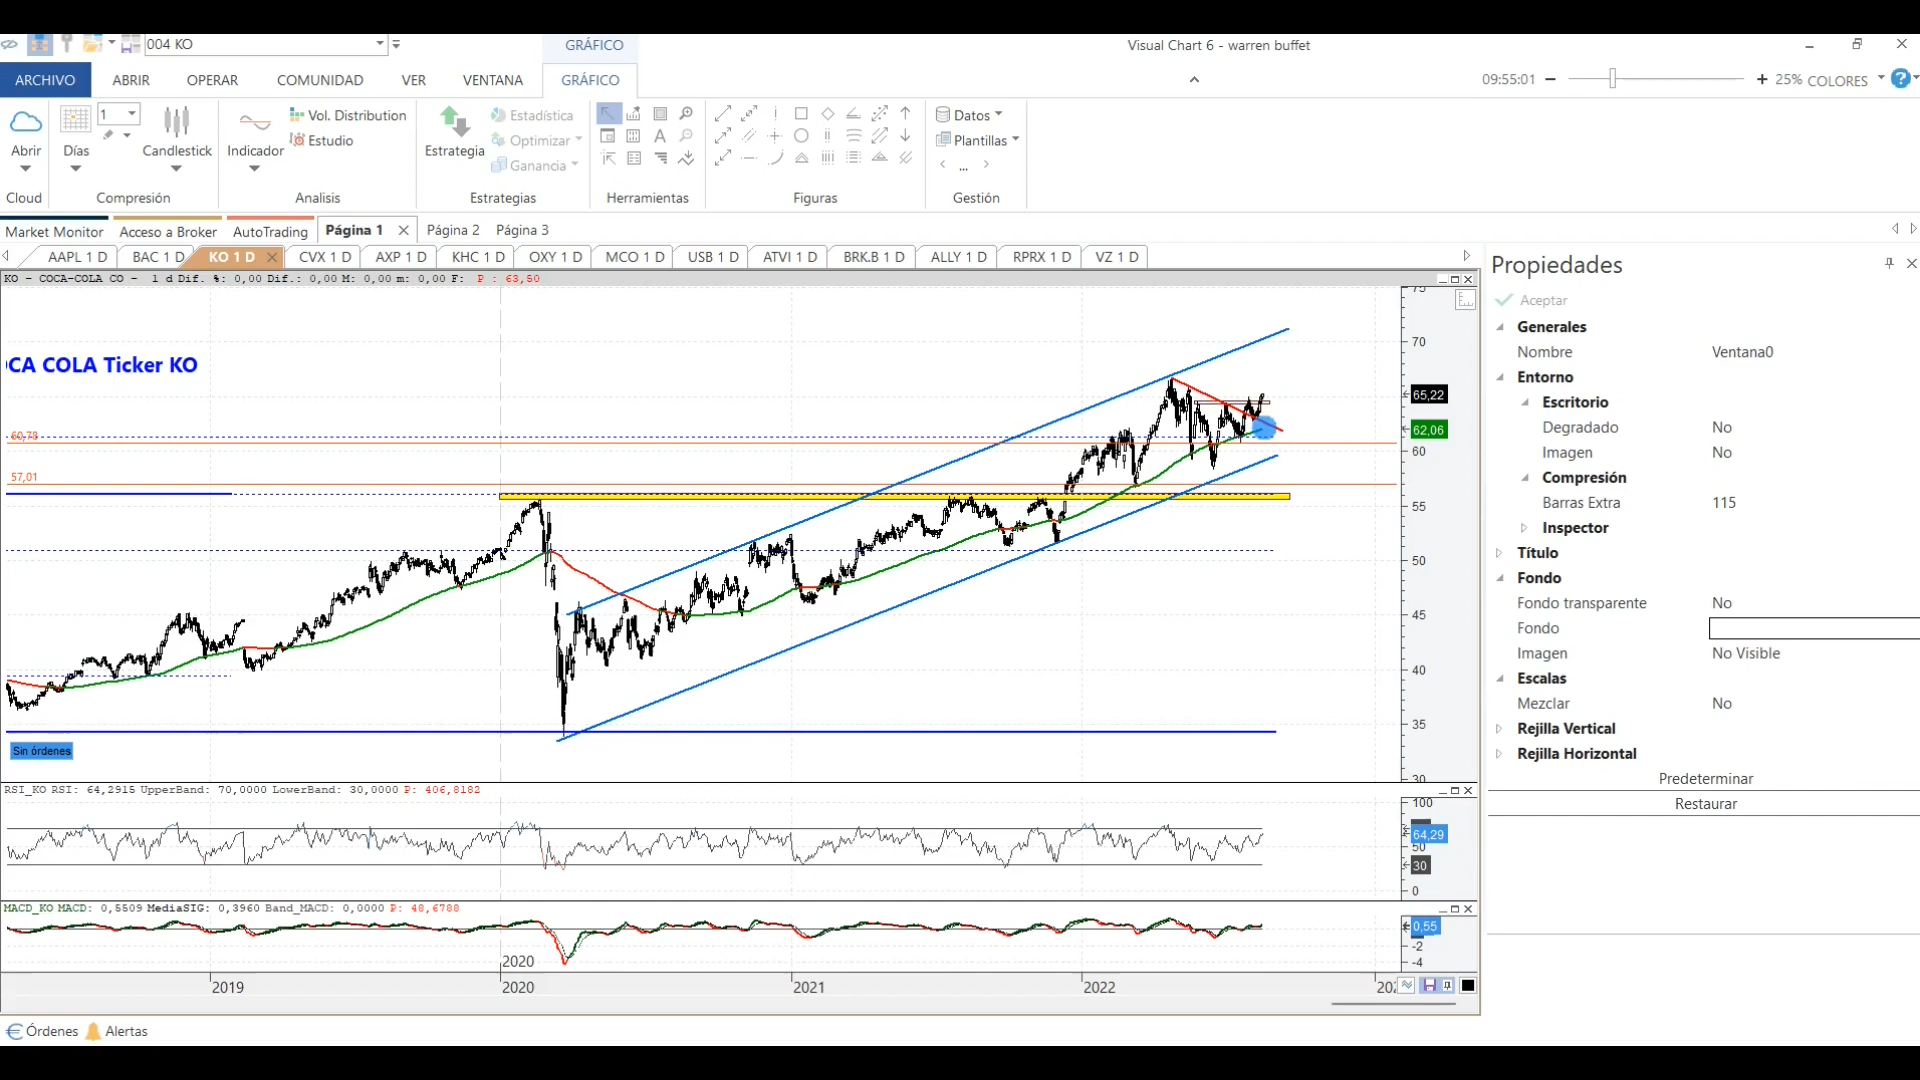 004 KO
GRÁFICO
Visual Chart 6 - warren buffet
ARCHIVO ABRIR OPERAR COMUNIDAD VER VENTANA GRÁFICO
09:55:01
25% COLORES
1
Vol. Distribution
Estudio
Estadística
Optimizar
Ganancia
Datos
Plantillas
...
Abrir Días Candlestick Indicador Estrategia
Cloud Compresión Analisis Estrategias Herramientas Figuras Gestión
Market Monitor Acceso a Broker AutoTrading Página 1 Página 2 Página 3
AAPL 1 D BAC 1 D KO 1 D CVX 1 D AXP 1 D KHC 1 D OXY 1 D MCO 1 D USB 1 D ATVI 1 D BRK.B 1 D ALLY 1 D RPRX 1 D VZ 1 D
KO - COCA-COLA CO - 1 d Dif. %: 0,00 Dif.: 0,00 M: 0,00 m: 0,00 F: P : 63,50
CA COLA Ticker KO
60,78
57,01
Sin órdenes
75
70
65,22
62,06
60
55
50
45
40
35
30
RSI_KO RSI: 64,2915 UpperBand: 70,0000 LowerBand: 30,0000 P: 406,8182
100
64,29
50
30
0
MACD_KO MACD: 0,5509 MediaSIG: 0,3960 Band_MACD: 0,0000 P: 48,6788
0,55
-2
-4
2020
2019 2020 2021 2022
Órdenes Alertas
Propiedades
Aceptar
Generales
Nombre Ventana0
Entorno
Escritorio
Degradado No
Imagen No
Compresión
Barras Extra 115
Inspector
Título
Fondo
Fondo transparente No
Fondo
Imagen No Visible
Escalas
Mezclar No
Rejilla Vertical
Rejilla Horizontal
Predeterminar
Restaurar